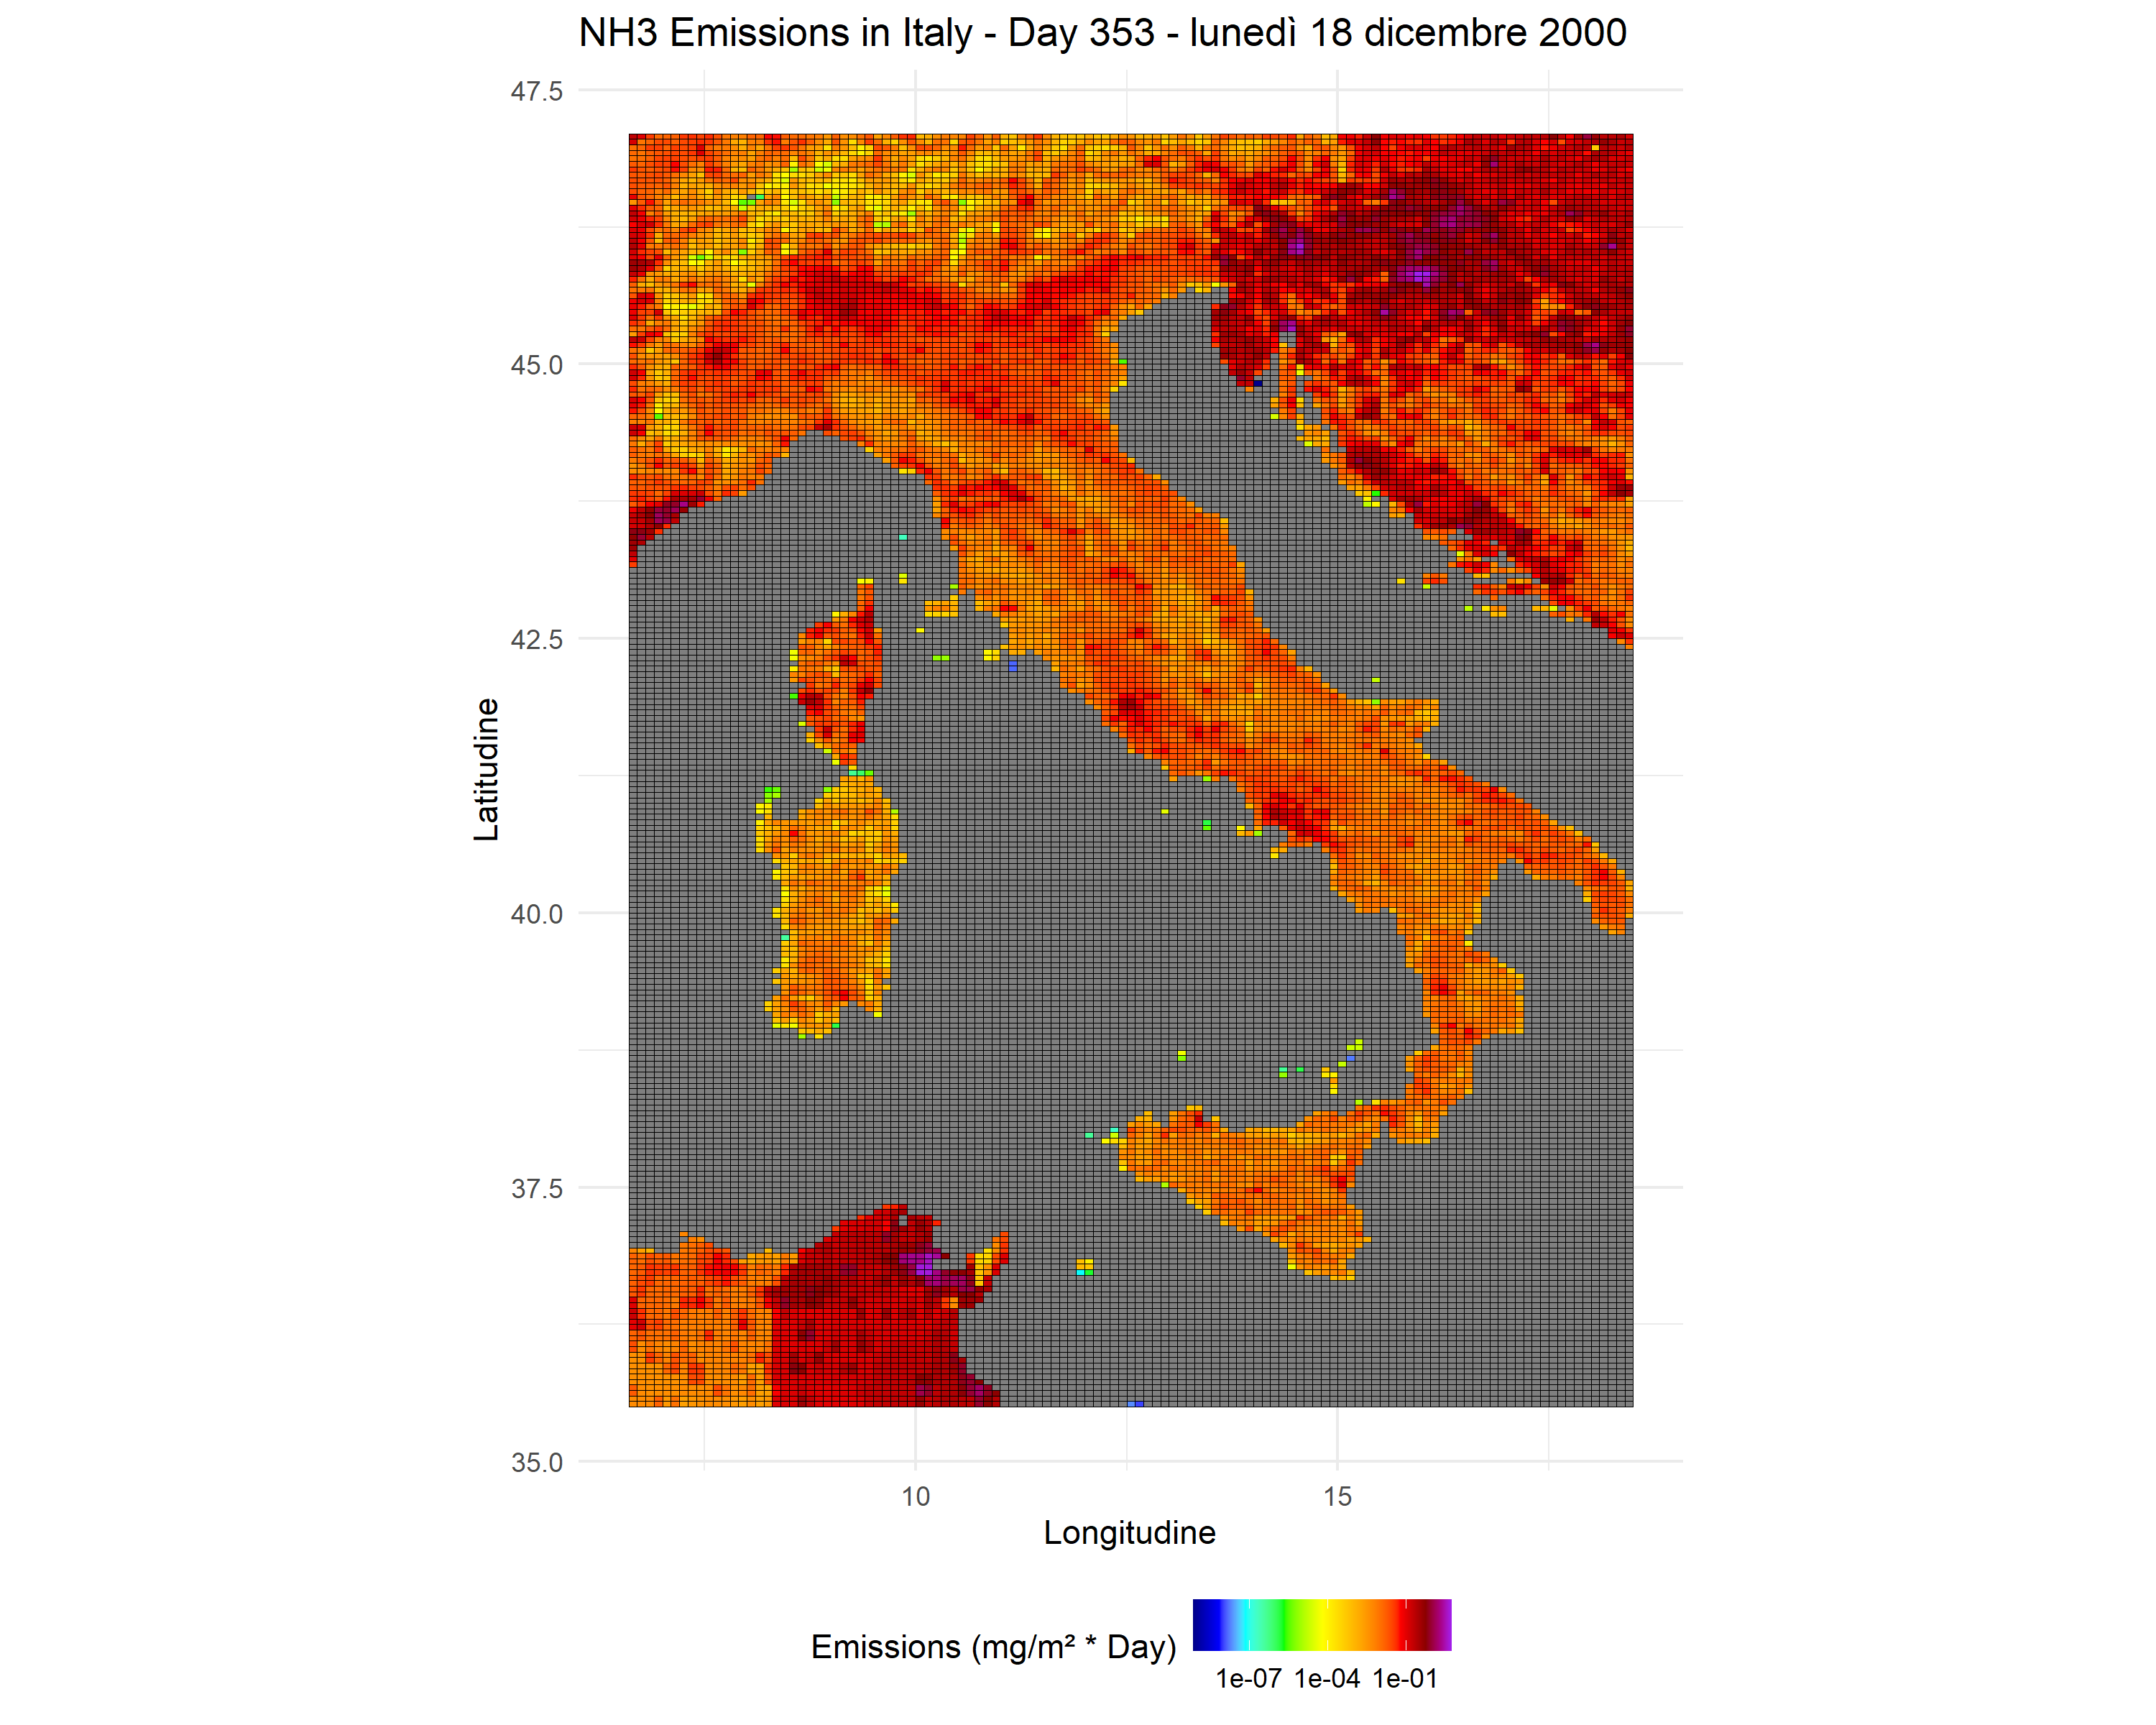 NH3 Emissions in Italy - Day 353 - lunedì 18 dicembre 2000
47.5
45.0
42.5
40.0
37.5
35.0
Latitudine
10 15
Longitudine
Emissions (mg/m² * Day)
1e-07 1e-04 1e-01